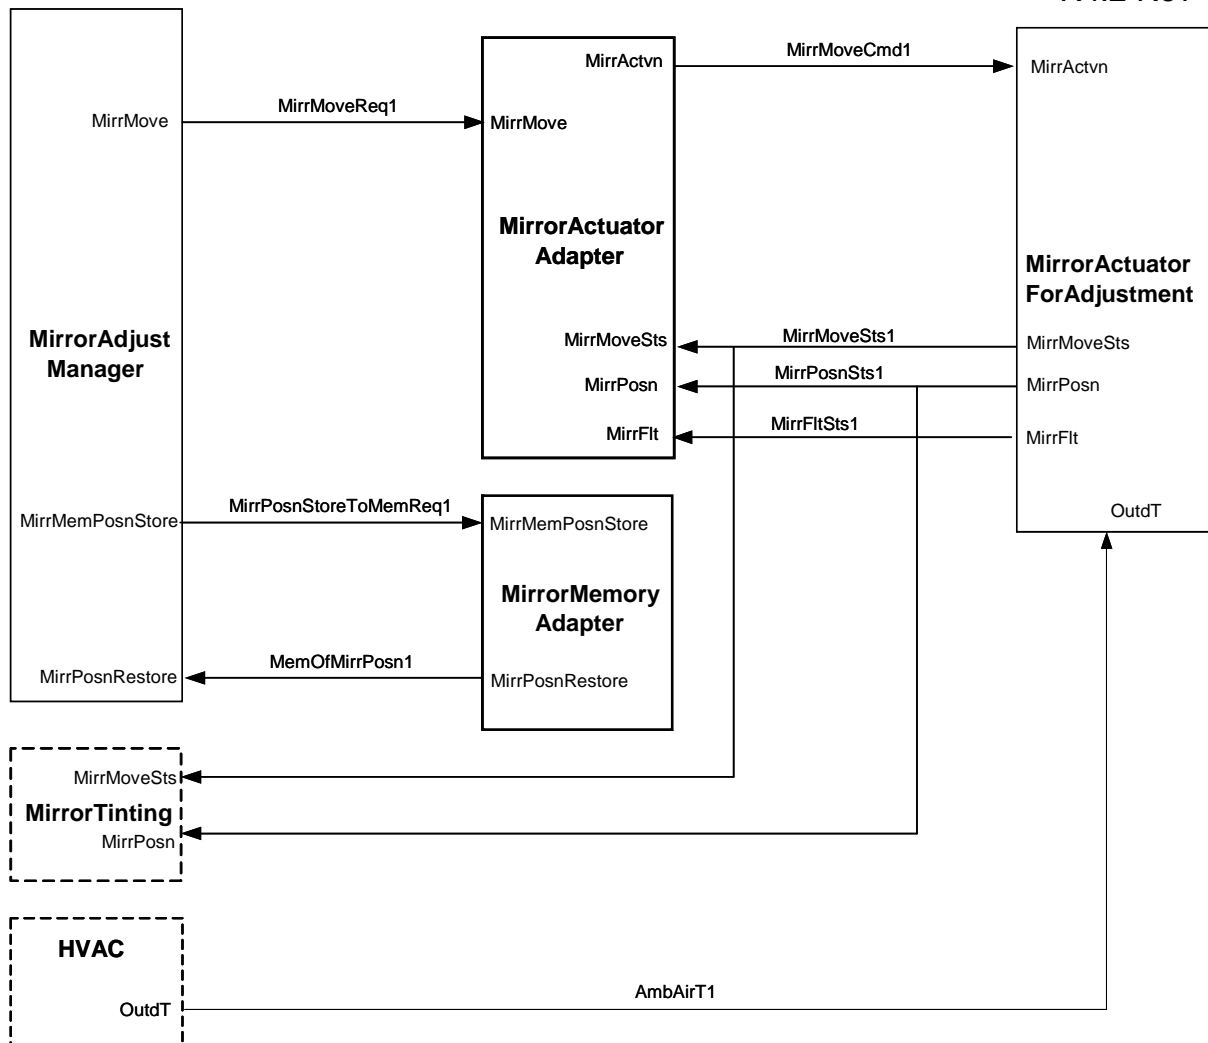 MirrMove
MirrorAdjust
Manager
MirrMemPosnStore
MirrPosnRestore
MirrMoveReq1
MirrPosnStoreToMemReq1
MemOfMirrPosn1
MirrActvn
MirrMove
MirrorActuator
Adapter
MirrMoveSts
MirrPosn
MirrFlt
MirrMemPosnStore
MirrorMemory
Adapter
MirrPosnRestore
MirrMoveCmd1
MirrMoveSts1
MirrPosnSts1
MirrFltSts1
MirrActvn
MirrorActuator
ForAdjustment
MirrMoveSts
MirrPosn
MirrFlt
OutdT
MirrMoveSts
MirrorTinting
MirrPosn
HVAC
OutdT
AmbAirT1